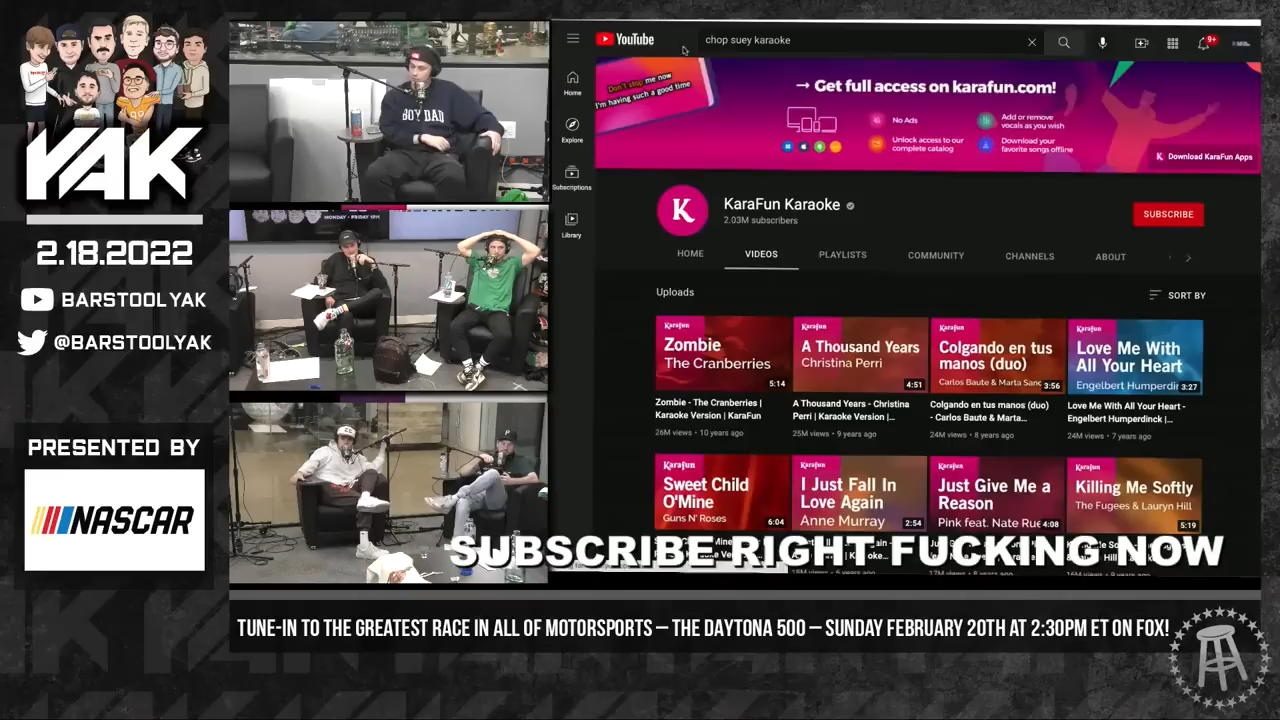 YAK
2.18.2022
BARSTOOLYAK
@BARSTOOLYAK
PRESENTED BY
NASCAR
BOY DAD
MONDAY - FRIDAY 1PM
YouTube
chop suey karaoke
9+
Home
Explore
Subscriptions
Library
Don't stop me now
I'm having such a good time
→ Get full access on karafun.com!
No Ads
Add or remove
vocals as you wish
Unlock access to our
complete catalog
Download your
favorite songs offline
K Download KaraFun Apps
K
KaraFun Karaoke
2.03M subscribers
SUBSCRIBE
HOME
VIDEOS
PLAYLISTS
COMMUNITY
CHANNELS
ABOUT
Uploads
SORT BY
Karafun
Zombie
The Cranberries
5:14
Zombie - The Cranberries |
Karaoke Version | KaraFun
26M views • 10 years ago
Karafun
A Thousand Years
Christina Perri
4:51
A Thousand Years - Christina
Perri | Karaoke Version |...
25M views • 9 years ago
Karafun
Colgando en tus
manos (duo)
Carlos Baute & Marta Sanc
3:56
Colgando en tus manos (duo)
- Carlos Baute & Marta...
24M views • 8 years ago
Karafun
Love Me With
All Your Heart
Engelbert Humperdir
3:27
Love Me With All Your Heart -
Engelbert Humperdinck |...
24M views • 7 years ago
Karafun
Sweet Child
O'Mine
Guns N' Roses
6:04
Karafun
I Just Fall In
Love Again
Anne Murray
2:54
Karafun
Just Give Me a
Reason
Pink feat. Nate Rue
4:08
Karafun
Killing Me Softly
The Fugees & Lauryn Hill
5:19
SUBSCRIBE RIGHT FUCKING NOW
TUNE-IN TO THE GREATEST RACE IN ALL OF MOTORSPORTS – THE DAYTONA 500 – SUNDAY FEBRUARY 20TH AT 2:30PM ET ON FOX!